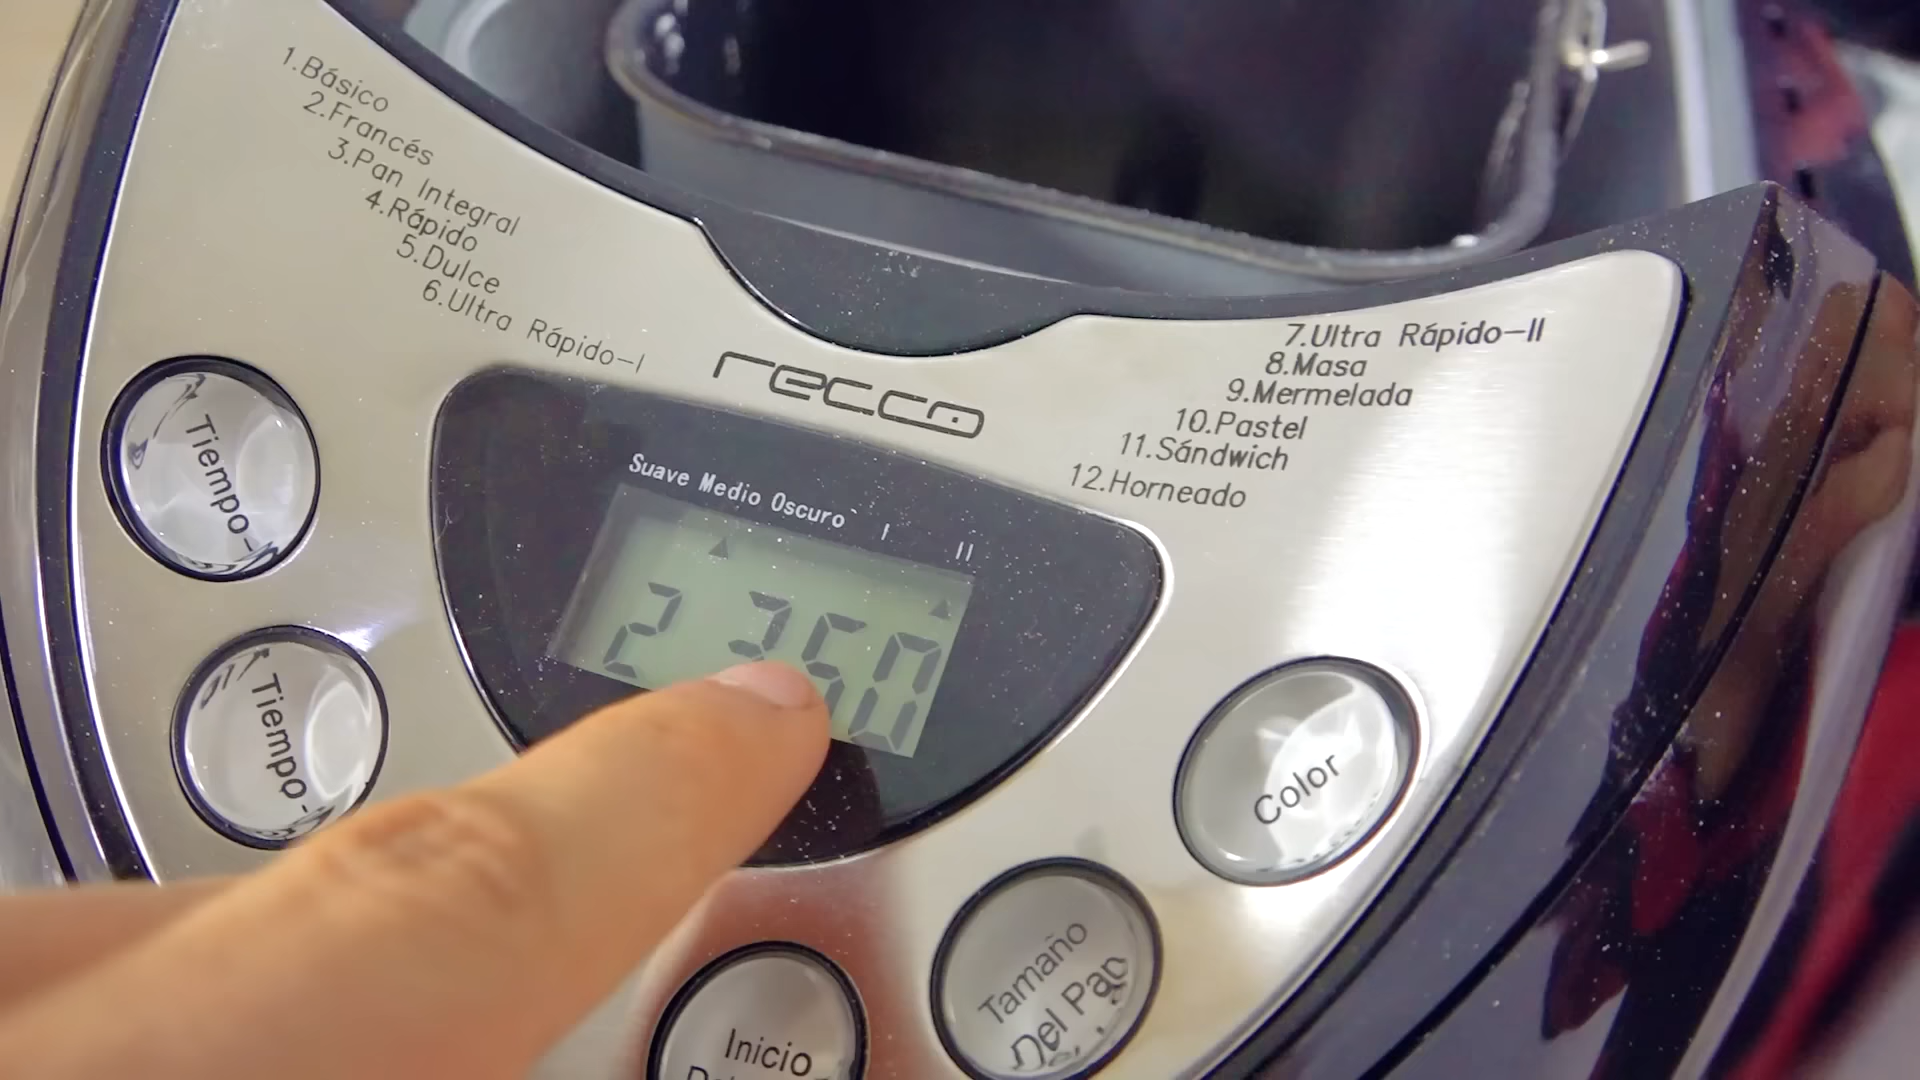 1.Básico
2.Francés
3.Pan Integral
4.Rápido
5.Dulce
6.Ultra Rápido-I
recco
7.Ultra Rápido-II
8.Masa
9.Mermelada
10.Pastel
11.Sándwich
12.Horneado
Suave Medio Oscuro I II
2 350
Tiempo-
Tiempo-
Color
Tamaño
Del Pan
Inicio